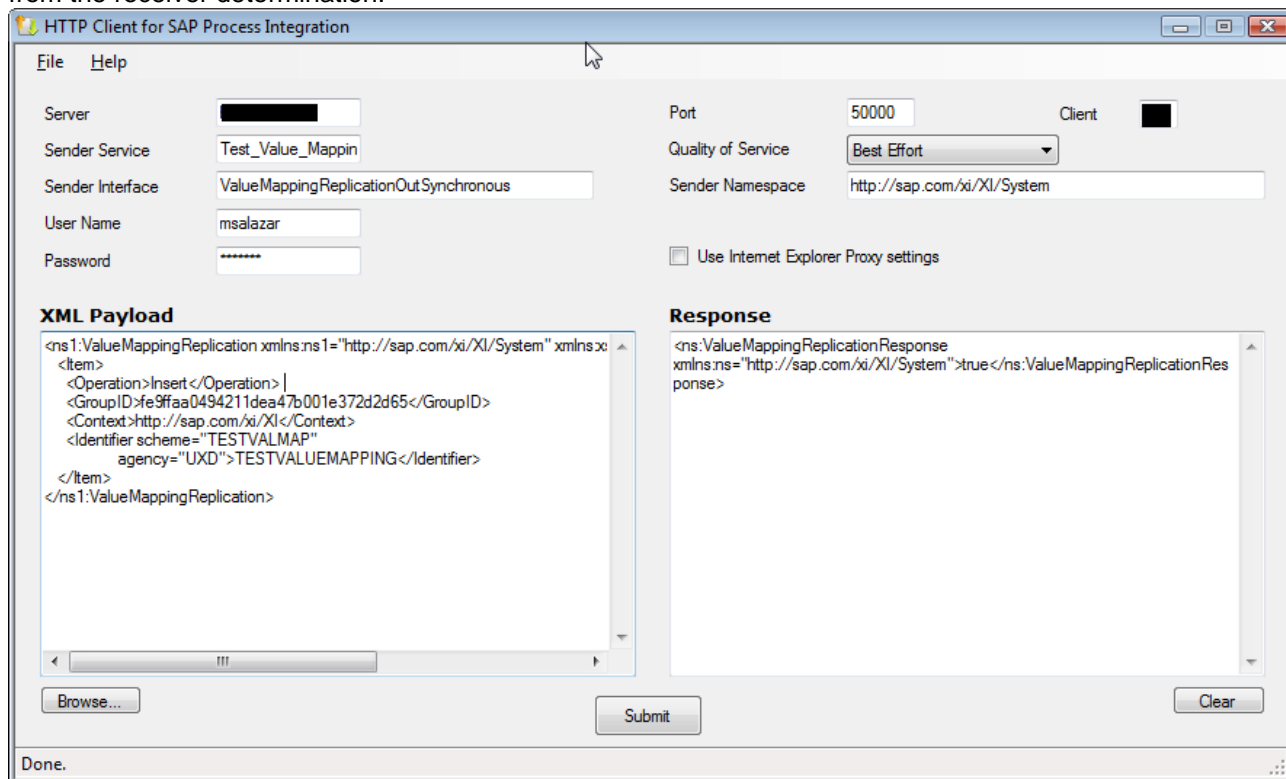 from the receiver determination.
HTTP Client for SAP Process Integration
File Help
Server Port 50000 Client
Sender Service Test_Value_Mappin Quality of Service Best Effort
Sender Interface ValueMappingReplicationOutSynchronous Sender Namespace http://sap.com/xi/XI/System
User Name msalazar
Password ******* Use Internet Explorer Proxy settings
XML Payload Response
<ns1:ValueMappingReplication xmlns:ns1="http://sap.com/xi/XI/System" xmlns:x
<Item>
<Operation>Insert</Operation>
<GroupID>fe9ffaa0494211dea47b001e372d2d65</GroupID>
<Context>http://sap.com/xi/XI</Context>
<Identifier scheme="TESTVALMAP"
agency="UXD">TESTVALUEMAPPING</Identifier>
</Item>
</ns1:ValueMappingReplication>
<ns:ValueMappingReplicationResponse
xmlns:ns="http://sap.com/xi/XI/System">true</ns:ValueMappingReplicationRes
ponse>
Browse... Submit Clear
Done.